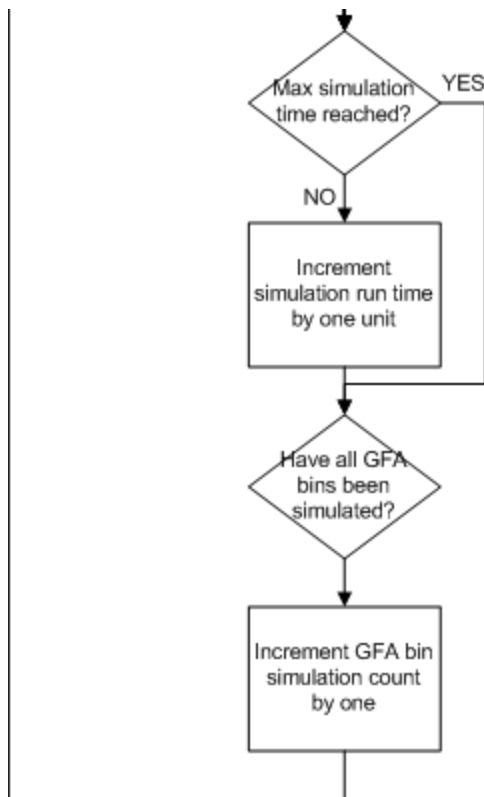 Max simulation
time reached?
YES
NO
Increment
simulation run time
by one unit
Have all GFA
bins been
simulated?
Increment GFA bin
simulation count
by one